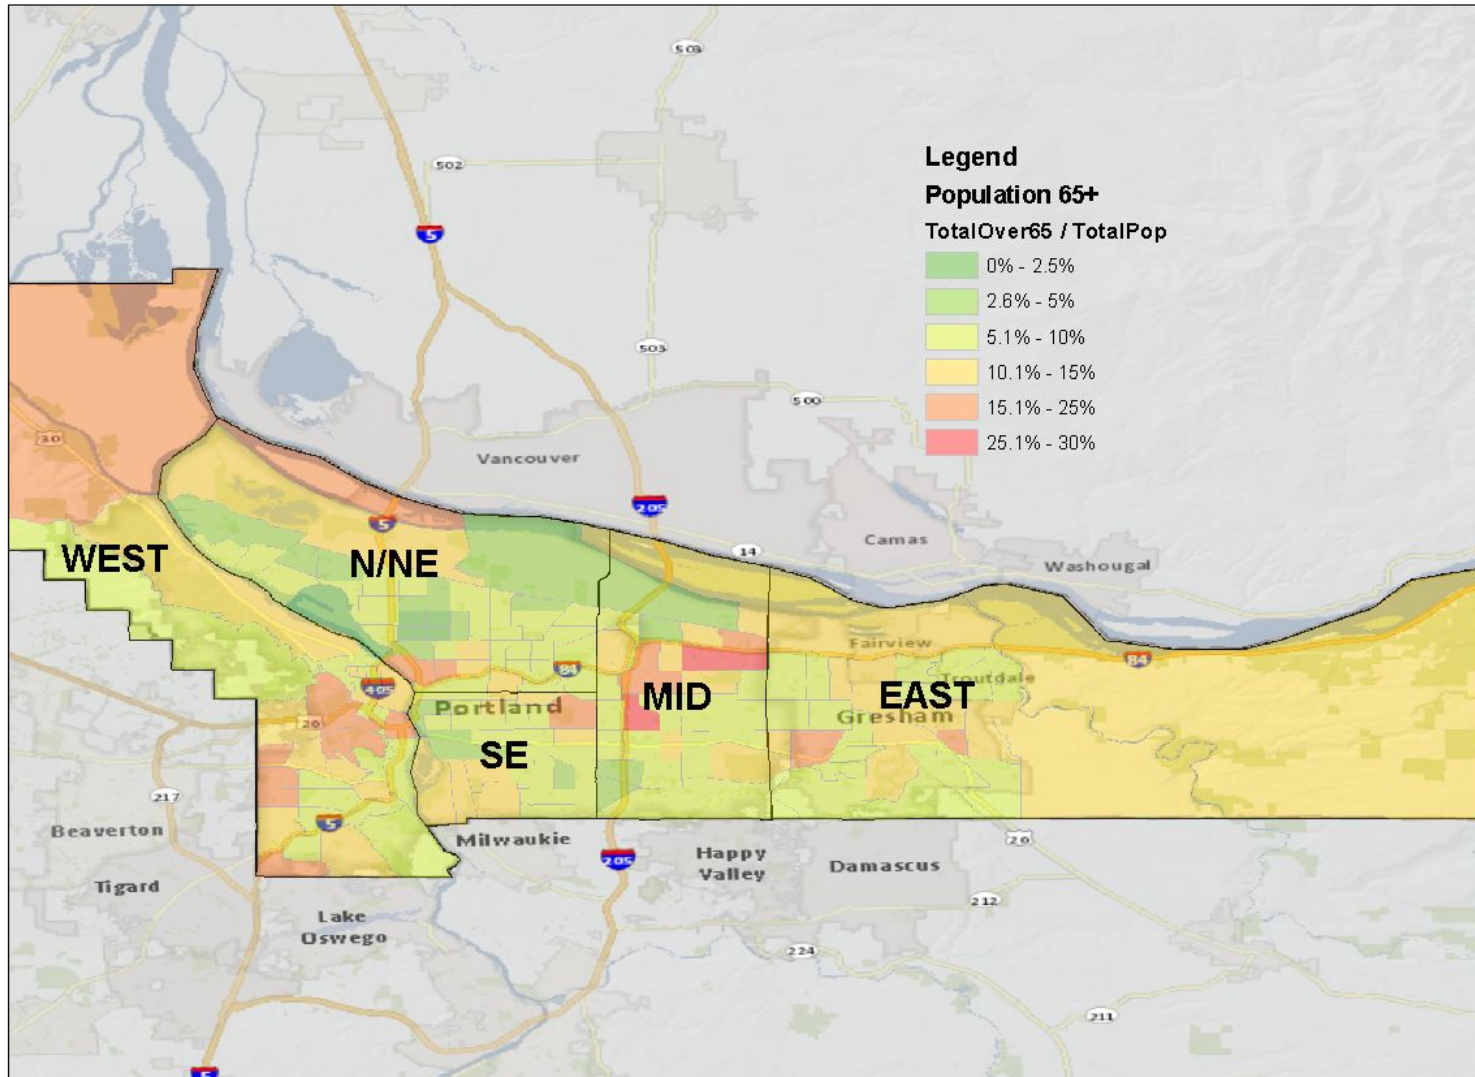 503
502
5
Legend
Population 65+
TotalOver65 / TotalPop
0% - 2.5%
2.6% - 5%
5.1% - 10%
10.1% - 15%
15.1% - 25%
25.1% - 30%
503
500
30
Vancouver
205
5
14
Camas
Washougal
WEST
N/NE
Fairview
84
84
Troutdale
405
26
Portland
MID
EAST
Gresham
SE
217
Beaverton
5
Milwaukie
205
Happy
Valley
Damascus
26
Tigard
212
Lake
Oswego
224
211
5